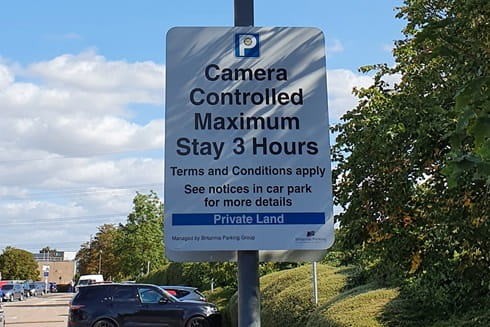 P
Camera
Controlled
Maximum
Stay 3 Hours
Terms and Conditions apply
See notices in car park
for more details
Private Land
Managed by Britannia Parking Group
BRITANNIA